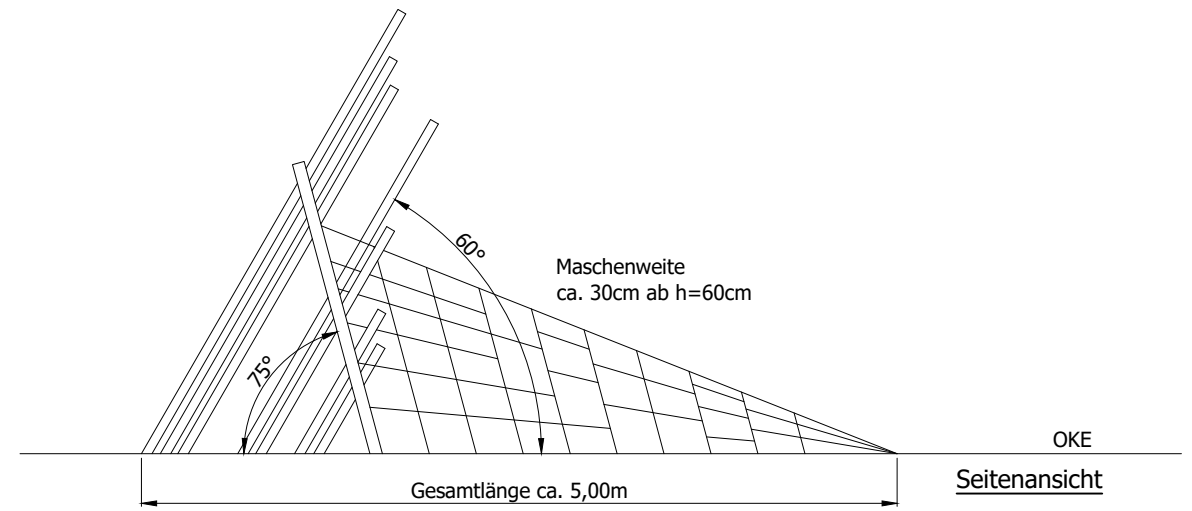 60°
Maschenweite
ca. 30cm ab h=60cm
75°
OKE
Seitenansicht
Gesamtlänge ca. 5,00m